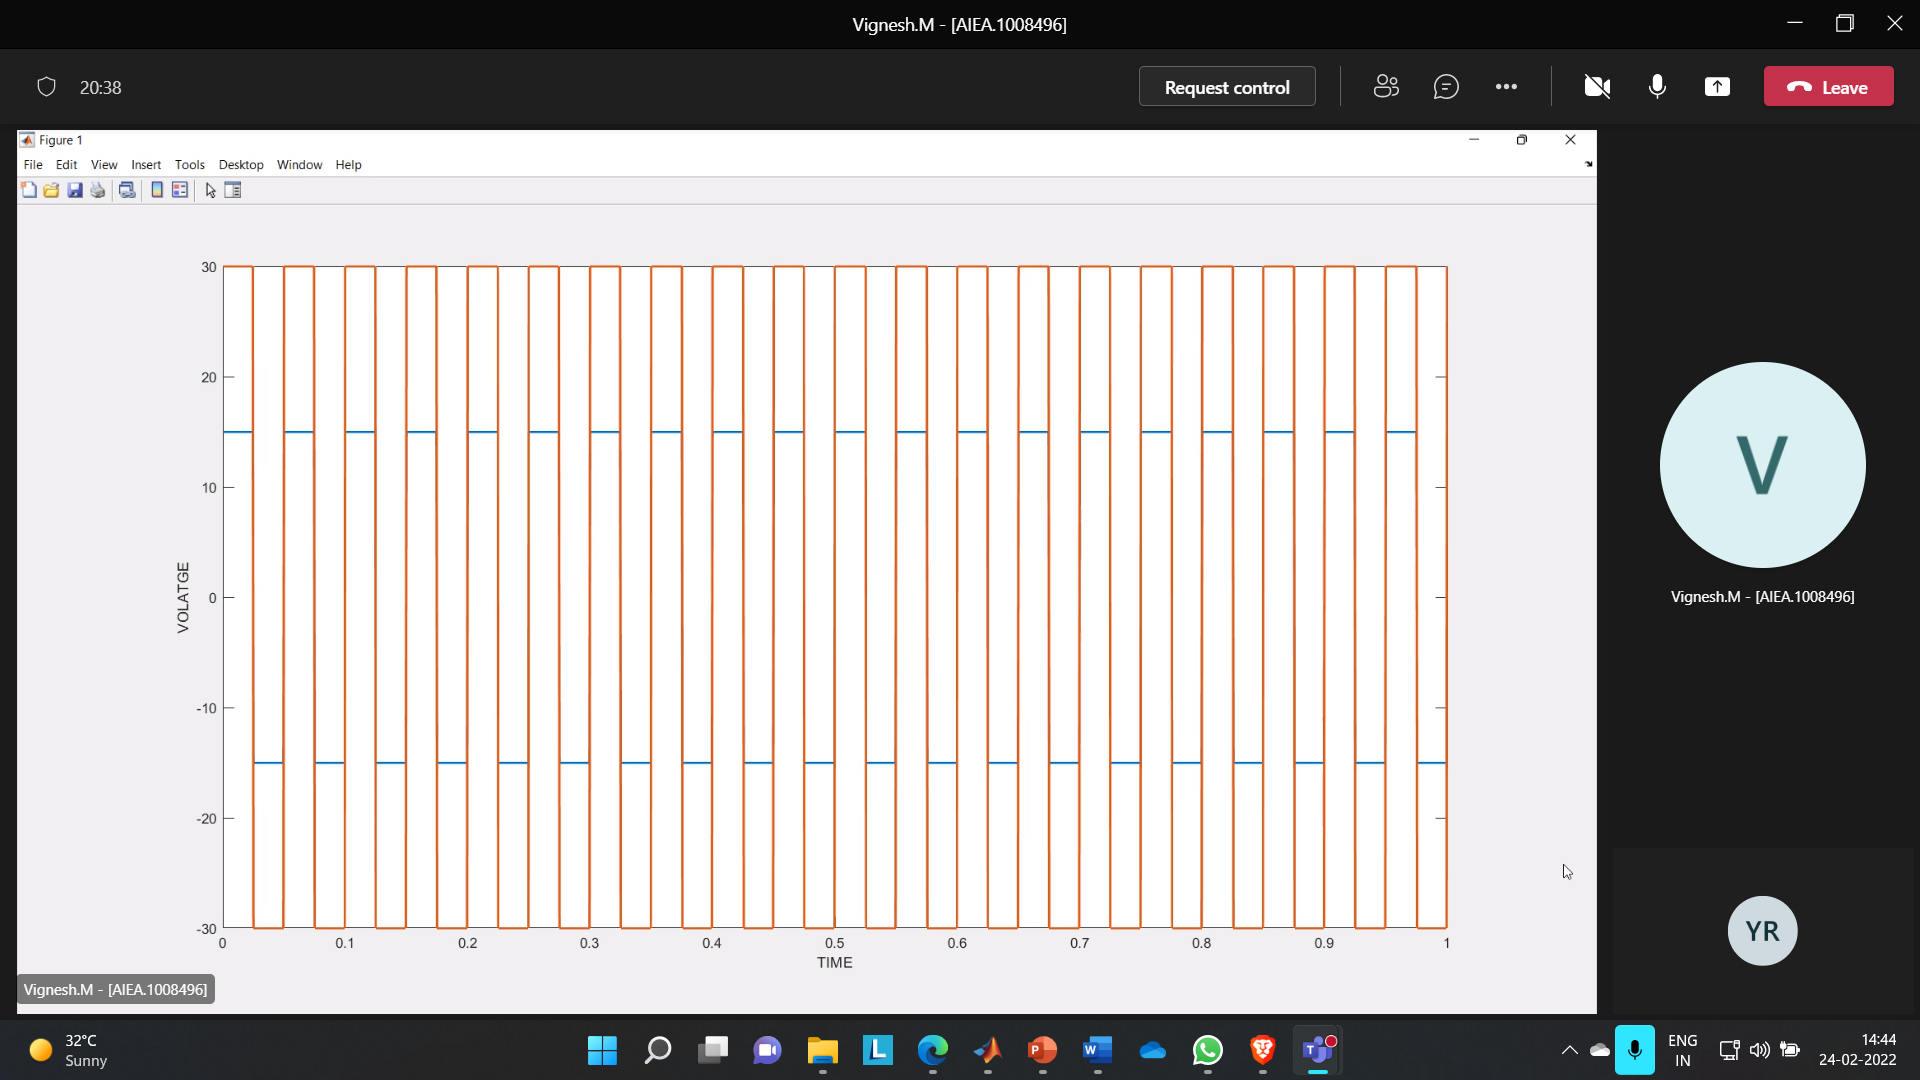 Vignesh.M - [AIEA.1008496]
20:38
Request control
Leave
Figure 1
File Edit View Insert Tools Desktop Window Help
30
20
10
0
-10
-20
-30
VOLATGE
0 0.1 0.2 0.3 0.4 0.5 0.6 0.7 0.8 0.9 1
TIME
V
Vignesh.M - [AIEA.1008496]
YR
Vignesh.M - [AIEA.1008496]
32°C
Sunny
L
P
W
T
ENG
IN
14:44
24-02-2022